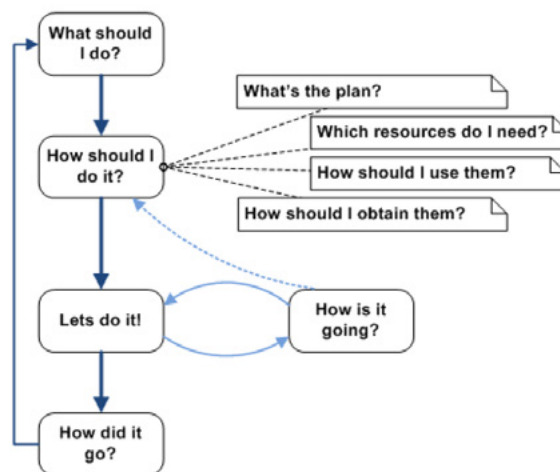 What should
I do?
What's the plan?
Which resources do I need?
How should I
do it?
How should I use them?
How should I obtain them?
Lets do it!
How is it
going?
How did it
go?